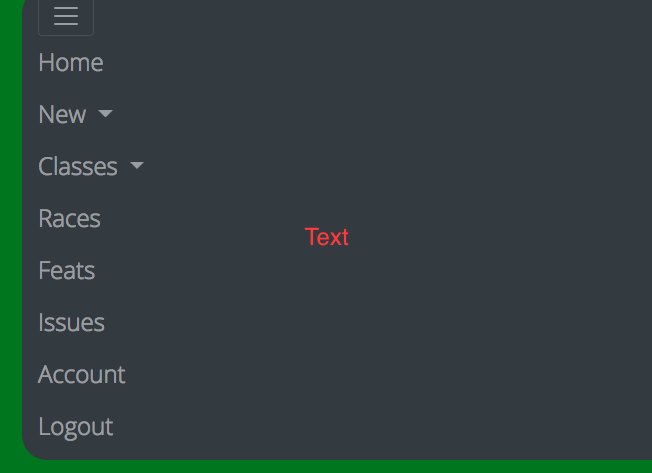 Home
New
Classes
Races
Text
Feats
Issues
Account
Logout